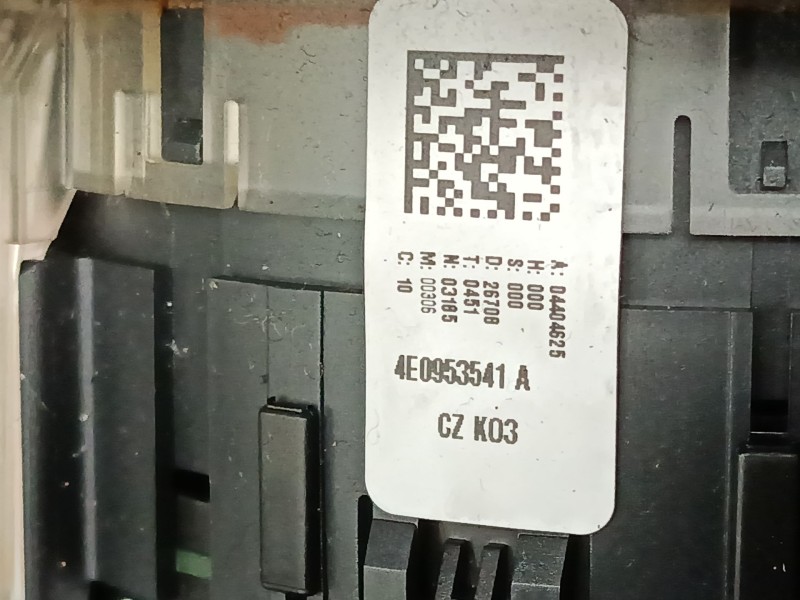 A: 04404625
H: 000
S: 000
D: 26708
T: 0451
N: 03185
M: 00306
C: 10
4E0953541 A
CZ K03